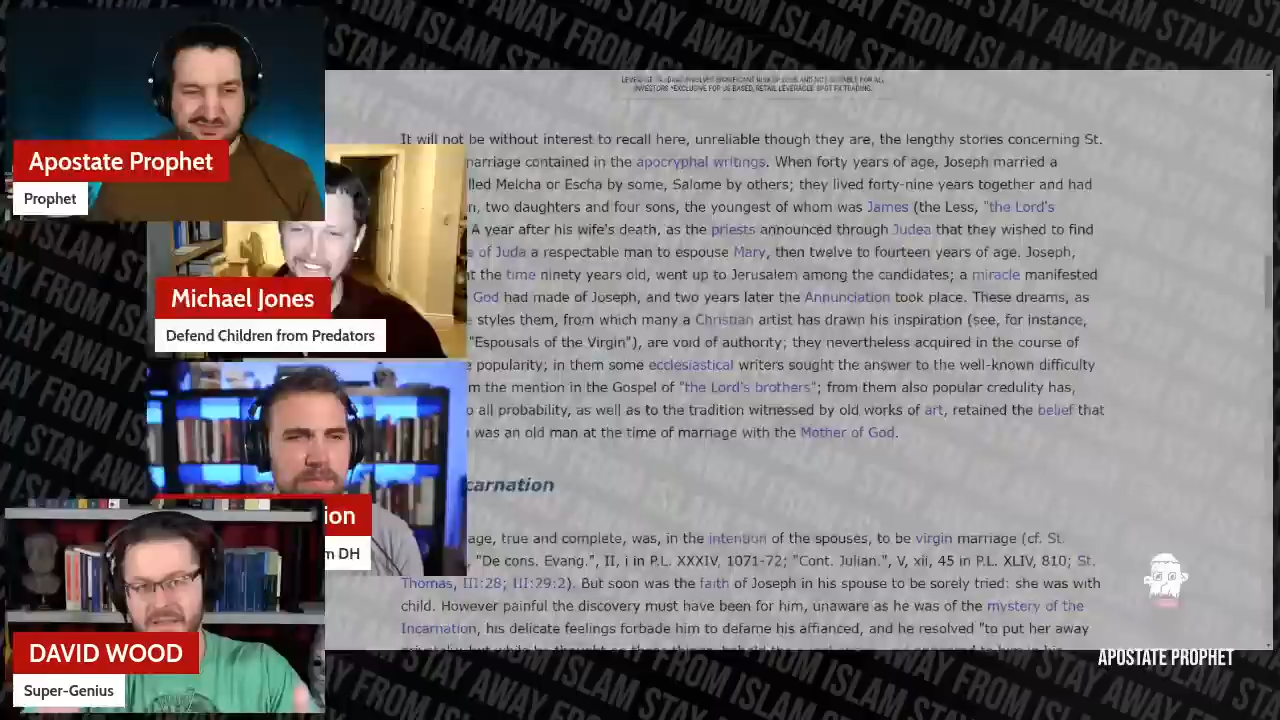 STAY AWAY FROM ISLAM
Apostate Prophet
Prophet
Michael Jones
Defend Children from Predators
ion
m DH
DAVID WOOD
Super-Genius
INVESTORS *EXCLUSIVE FOR US-BASED, RETAIL LEVERAGED SPOT FX TRADING.
It will not be without interest to recall here, unreliable though they are, the lengthy stories concerning St.
arriage contained in the apocryphal writings. When forty years of age, Joseph married a
lled Melcha or Escha by some, Salome by others; they lived forty-nine years together and had
n, two daughters and four sons, the youngest of whom was James (the Less, "the Lord's
A year after his wife's death, as the priests announced through Judea that they wished to find
e of Juda a respectable man to espouse Mary, then twelve to fourteen years of age. Joseph,
t the time ninety years old, went up to Jerusalem among the candidates; a miracle manifested
God had made of Joseph, and two years later the Annunciation took place. These dreams, as
styles them, from which many a Christian artist has drawn his inspiration (see, for instance,
"Espousals of the Virgin"), are void of authority; they nevertheless acquired in the course of
popularity; in them some ecclesiastical writers sought the answer to the well-known difficulty
m the mention in the Gospel of "the Lord's brothers"; from them also popular credulity has,
o all probability, as well as to the tradition witnessed by old works of art, retained the belief that
was an old man at the time of marriage with the Mother of God.
carnation
age, true and complete, was, in the intention of the spouses, to be virgin marriage (cf. St.
"De cons. Evang.", II, i in P.L. XXXIV, 1071-72; "Cont. Julian.", V, xii, 45 in P.L. XLIV, 810; St.
Thomas, III:28; III:29:2). But soon was the faith of Joseph in his spouse to be sorely tried: she was with
child. However painful the discovery must have been for him, unaware as he was of the mystery of the
Incarnation, his delicate feelings forbade him to defame his affianced, and he resolved "to put her away
APOSTATE PROPHET